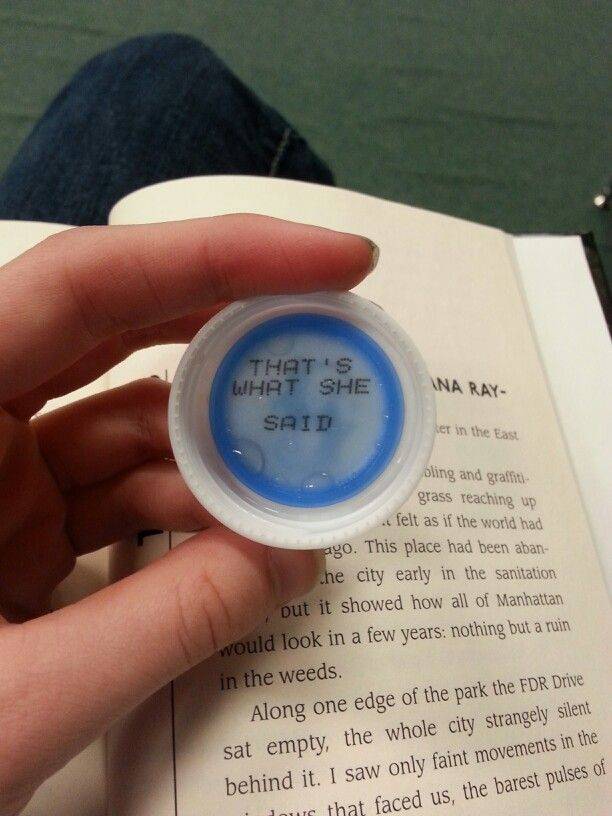 THAT'S
WHAT SHE
SAID
ANA RAY-
in the East
bling and graffiti-
grass reaching up
felt as if the world had
ago. This place had been aban-
the city early in the sanitation
but it showed how all of Manhattan
would look in a few years: nothing but a ruin
in the weeds.
Along one edge of the park the FDR Drive
sat empty, the whole city strangely silent
behind it. I saw only faint movements in the
that faced us, the barest pulses of